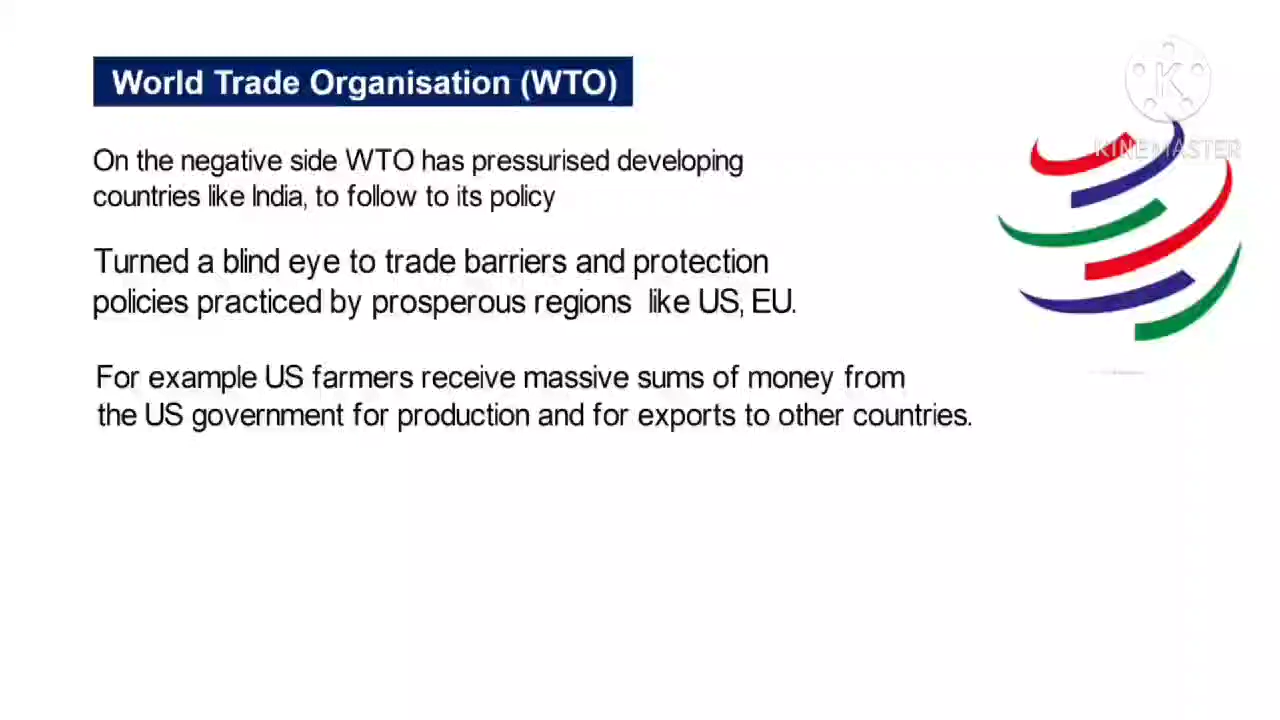 World Trade Organisation (WTO)
K
KINEMASTER
On the negative side WTO has pressurised developing
countries like India, to follow to its policy
Turned a blind eye to trade barriers and protection
policies practiced by prosperous regions like US, EU.
For example US farmers receive massive sums of money from
the US government for production and for exports to other countries.